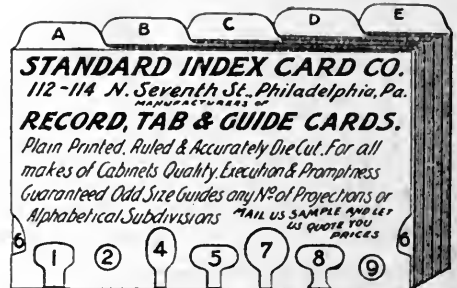 A B C D E
STANDARD INDEX CARD CO.
112-114 N. Seventh St., Philadelphia, Pa.
MANUFACTURERS OF
RECORD, TAB & GUIDE CARDS.
Plain Printed, Ruled & Accurately Die Cut. For all
makes of Cabinets Quality, Execution & Promptness
Guaranteed Odd Size Guides any Nº of Projections or
Alphabetical Subdivisions MAIL US SAMPLE AND LET
US QUOTE YOU
PRICES
6 1 2 4 5 7 8 9 6